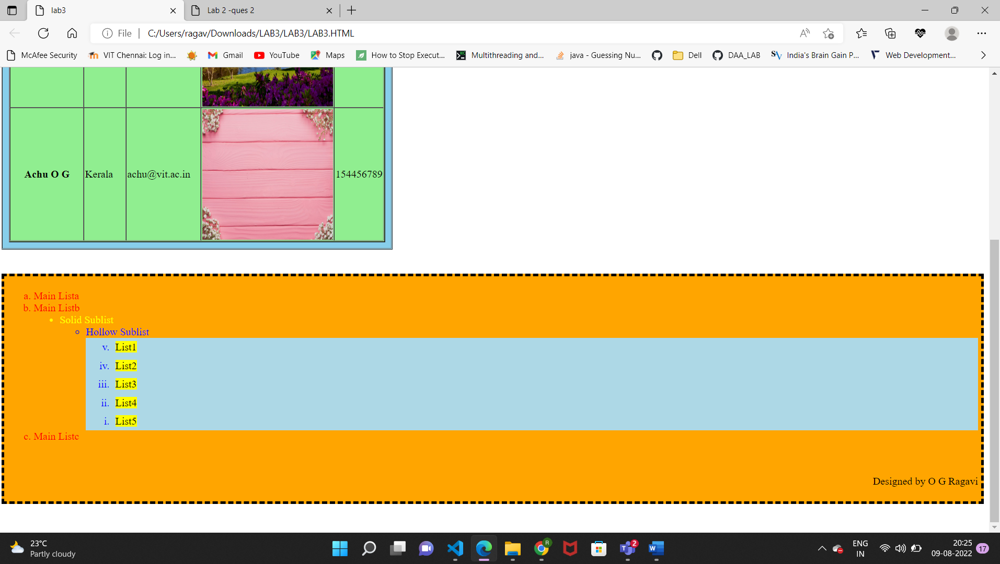 lab3
Lab 2 -ques 2
File
C:/Users/ragav/Downloads/LAB3/LAB3/LAB3.HTML
McAfee Security
VIT Chennai: Log in...
Gmail
YouTube
Maps
How to Stop Execut...
Multithreading and...
java - Guessing Nu...
Dell
DAA_LAB
India's Brain Gain P...
Web Development...
Achu O G Kerala achu@vit.ac.in 154456789
a. Main Lista
b. Main Listb
• Solid Sublist
◦ Hollow Sublist
v. List1
iv. List2
iii. List3
ii. List4
i. List5
c. Main Listc
Designed by O G Ragavi
23°C
Partly cloudy
R
2
ENG
IN
20:25
09-08-2022
17